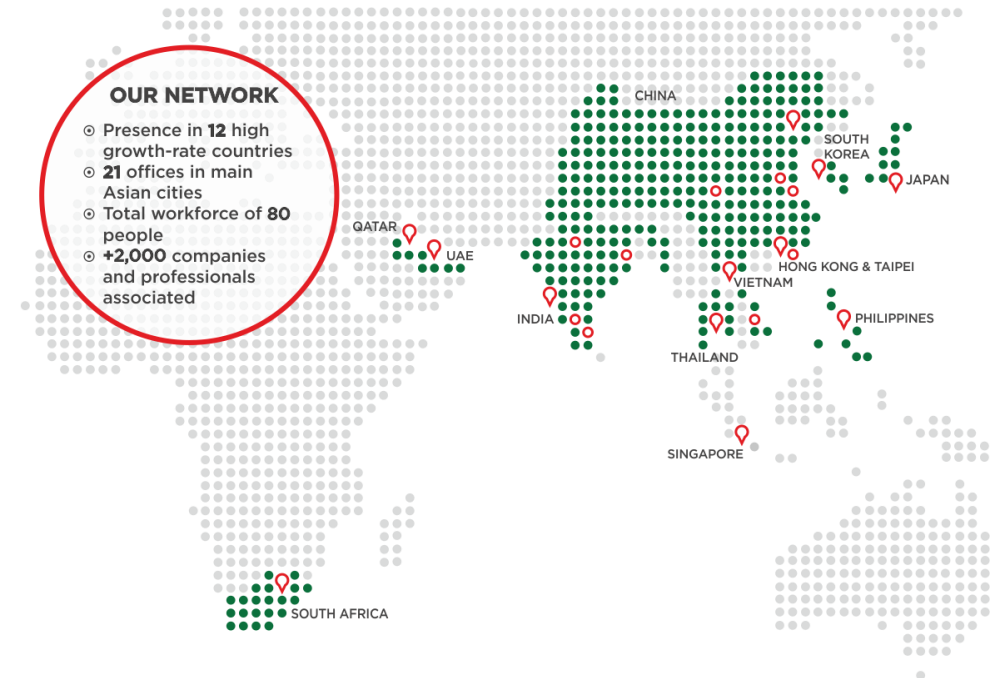 OUR NETWORK
Presence in 12 high
growth-rate countries
21 offices in main
Asian cities
Total workforce of 80
people
+2,000 companies
and professionals
associated
CHINA
SOUTH
KOREA
JAPAN
QATAR
UAE
HONG KONG & TAIPEI
VIETNAM
INDIA
PHILIPPINES
THAILAND
SINGAPORE
SOUTH AFRICA